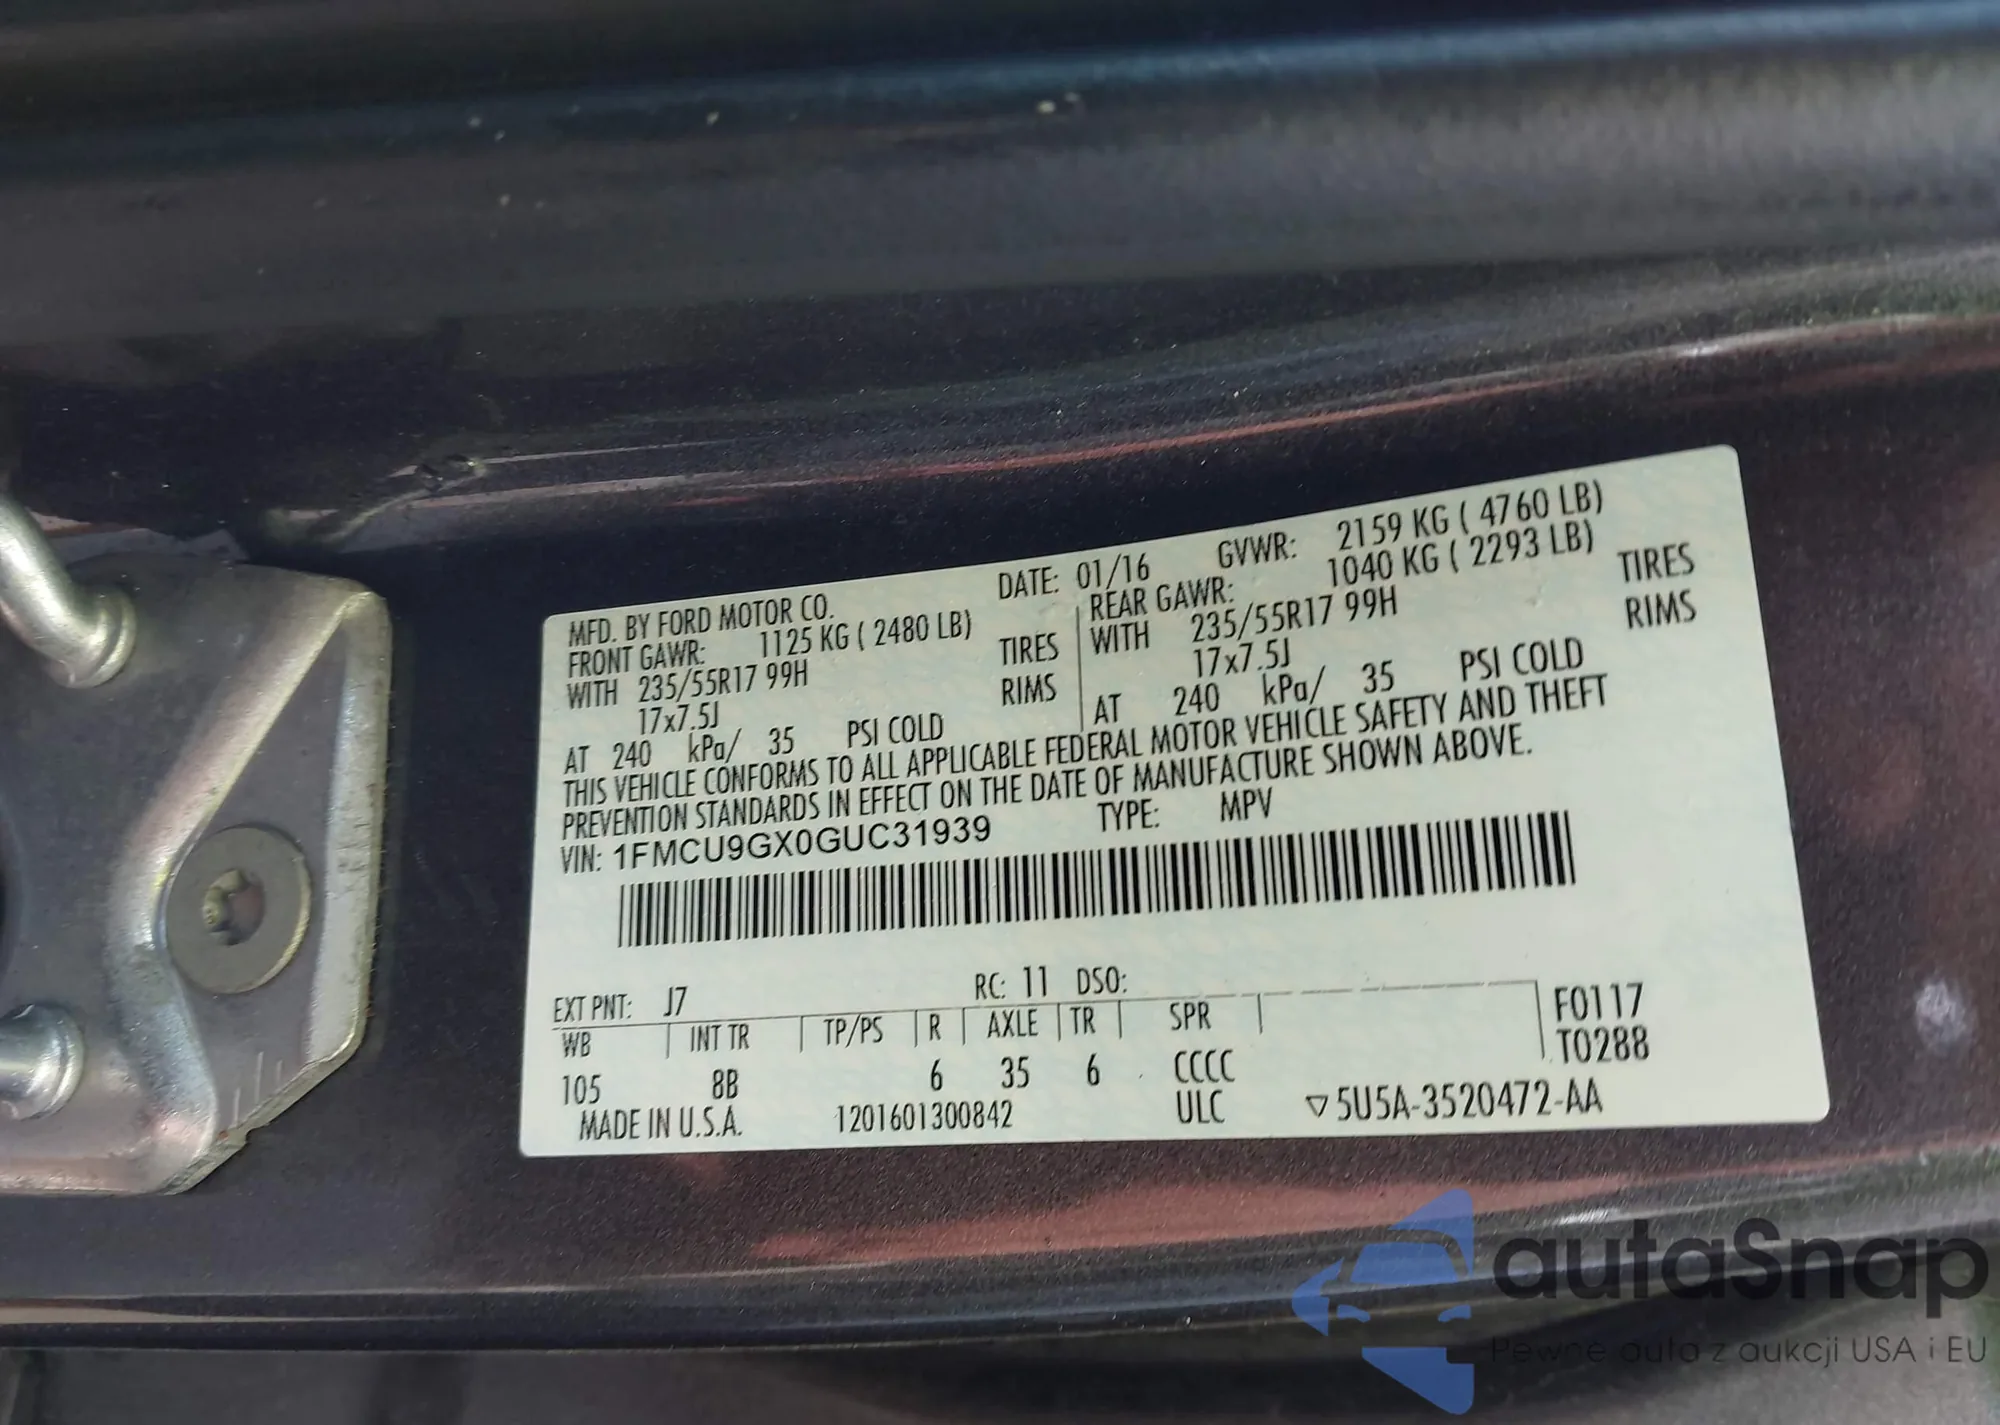 MFD. BY FORD MOTOR CO. DATE: 01/16 GVWR: 2159 KG ( 4760 LB)
FRONT GAWR: 1125 KG ( 2480 LB) REAR GAWR: 1040 KG ( 2293 LB)
WITH 235/55R17 99H TIRES WITH 235/55R17 99H TIRES
17x7.5J RIMS 17x7.5J RIMS
AT 240 kPa/ 35 PSI COLD AT 240 kPa/ 35 PSI COLD
THIS VEHICLE CONFORMS TO ALL APPLICABLE FEDERAL MOTOR VEHICLE SAFETY AND THEFT
PREVENTION STANDARDS IN EFFECT ON THE DATE OF MANUFACTURE SHOWN ABOVE.
VIN: 1FMCU9GX0GUC31939 TYPE: MPV
EXT PNT: J7 RC: 11 DSO:
WB INT TR TP/PS R AXLE TR SPR F0117
105 8B 6 35 6 CCCC T0288
MADE IN U.S.A. 1201601300842 ULC ▽5U5A-3520472-AA
autaSnap
Pewne auta z aukcji USA i EU